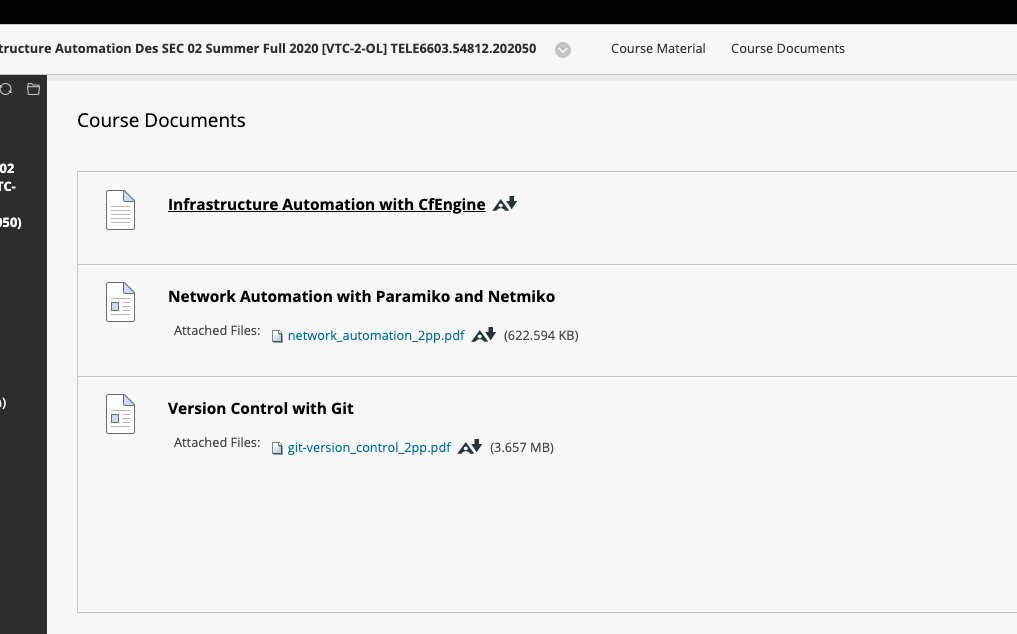 tructure Automation Des SEC 02 Summer Full 2020 [VTC-2-OL] TELE6603.54812.202050 Course Material Course Documents
02
TC-
050)
Course Documents
Infrastructure Automation with CfEngine
Network Automation with Paramiko and Netmiko
Attached Files: network_automation_2pp.pdf (622.594 KB)
)
Version Control with Git
Attached Files: git-version_control_2pp.pdf (3.657 MB)